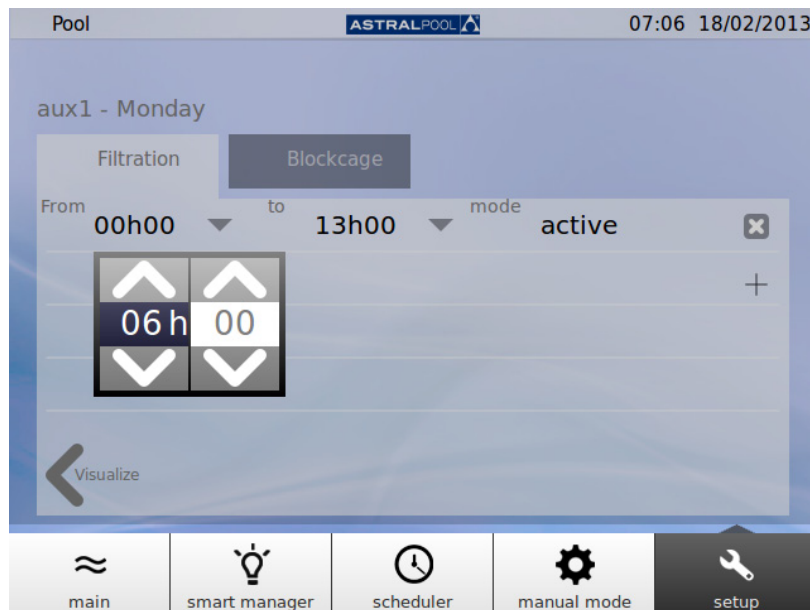 Pool ASTRALPOOL 07:06 18/02/2013
aux1 - Monday
Filtration Blockcage
From 00h00 to 13h00 mode active
06 h 00
Visualize
main smart manager scheduler manual mode setup